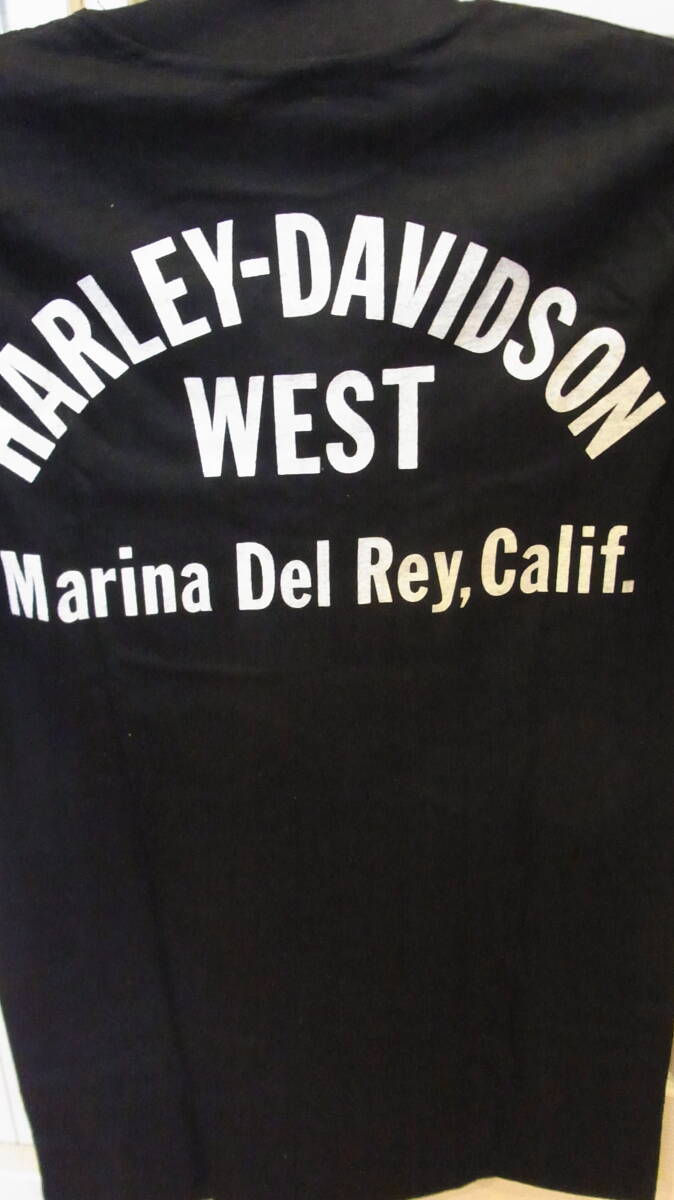 HARLEY-DAVIDSON
WEST
Marina Del Rey, Calif.